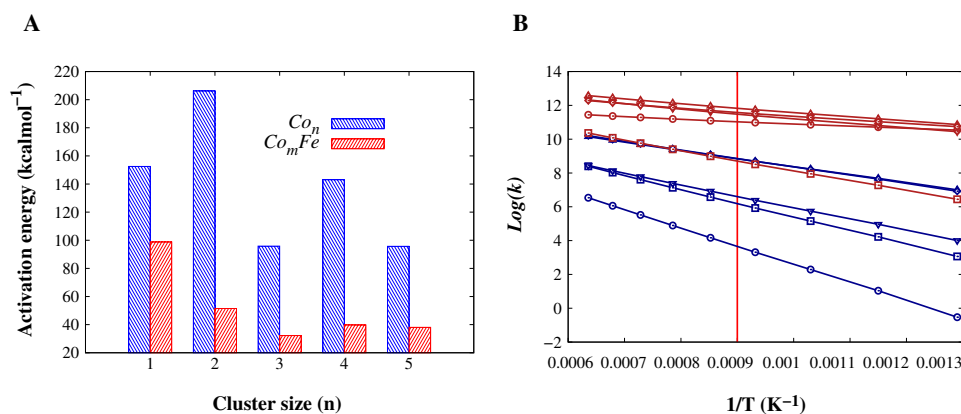 A
Activation energy (kcalmol⁻¹)
220
200
180
160
140
120
100
80
60
40
20
Coₙ
CoₘFe
1 2 3 4 5
Cluster size (n)
B
Log(k)
14
12
10
8
6
4
2
0
−2
0.0006 0.0007 0.0008 0.0009 0.001 0.0011 0.0012 0.0013
1/T (K⁻¹)